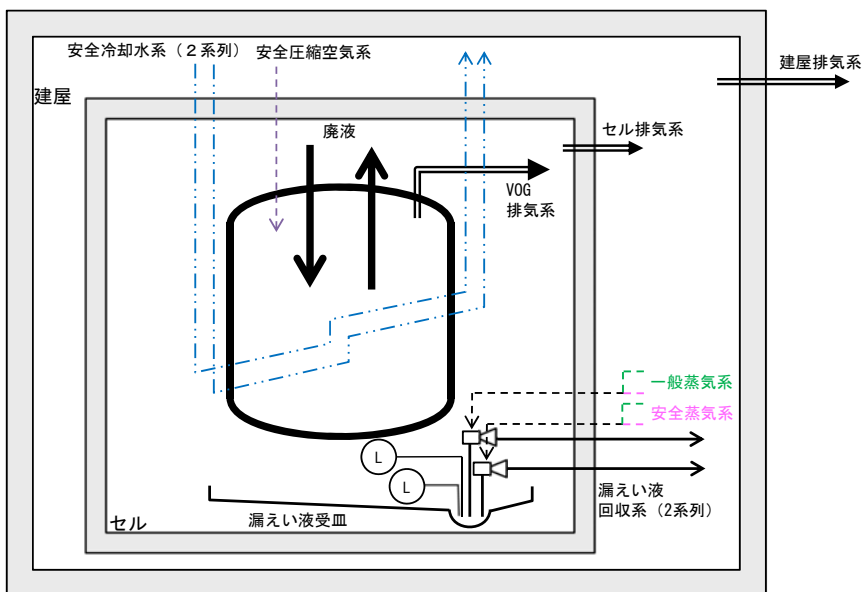 安全冷却水系（２系列）
安全圧縮空気系
建屋排気系
建屋
セル排気系
廃液
VOG
排気系
一般蒸気系
安全蒸気系
L
L
漏えい液
回収系（2系列）
漏えい液受皿
セル